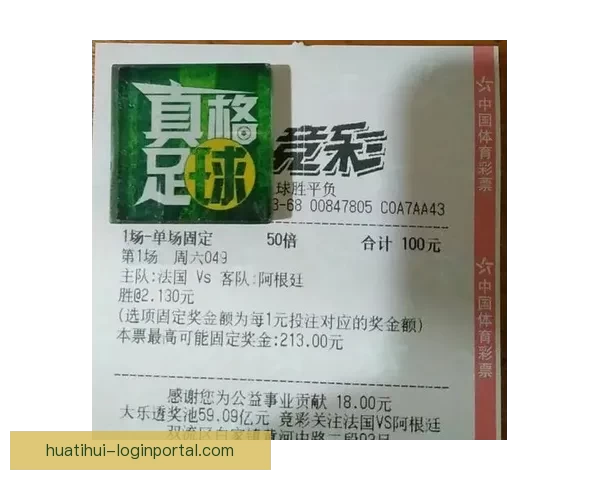 真格
足球
竞彩
球胜平负
3-68 00847805 C0A7AA43
1场-单场固定 50倍 合计 100元
第1场 周六049
主队:法国 Vs 客队:阿根廷
胜@2.130元
(选项固定奖金额为每1元投注对应的奖金额)
本票最高可能固定奖金:213.00元
感谢您为公益事业贡献 18.00元
大乐透奖池59.09亿元 竞彩关注法国VS阿根廷
中国体育彩票
中国体育彩票
huatihui-loginportal.com